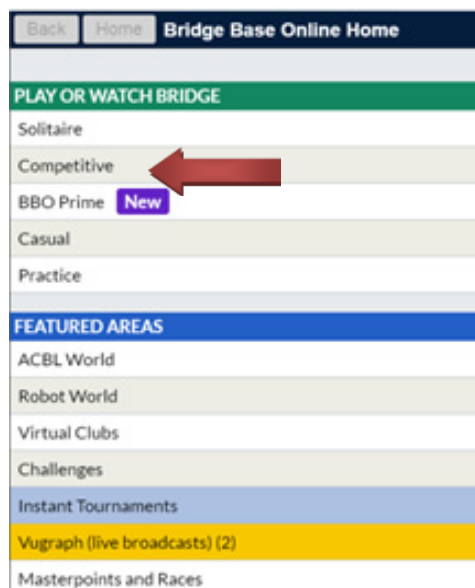 Back Home Bridge Base Online Home
PLAY OR WATCH BRIDGE
Solitaire
Competitive
BBO Prime New
Casual
Practice
FEATURED AREAS
ACBL World
Robot World
Virtual Clubs
Challenges
Instant Tournaments
Vugraph (live broadcasts) (2)
Masterpoints and Races